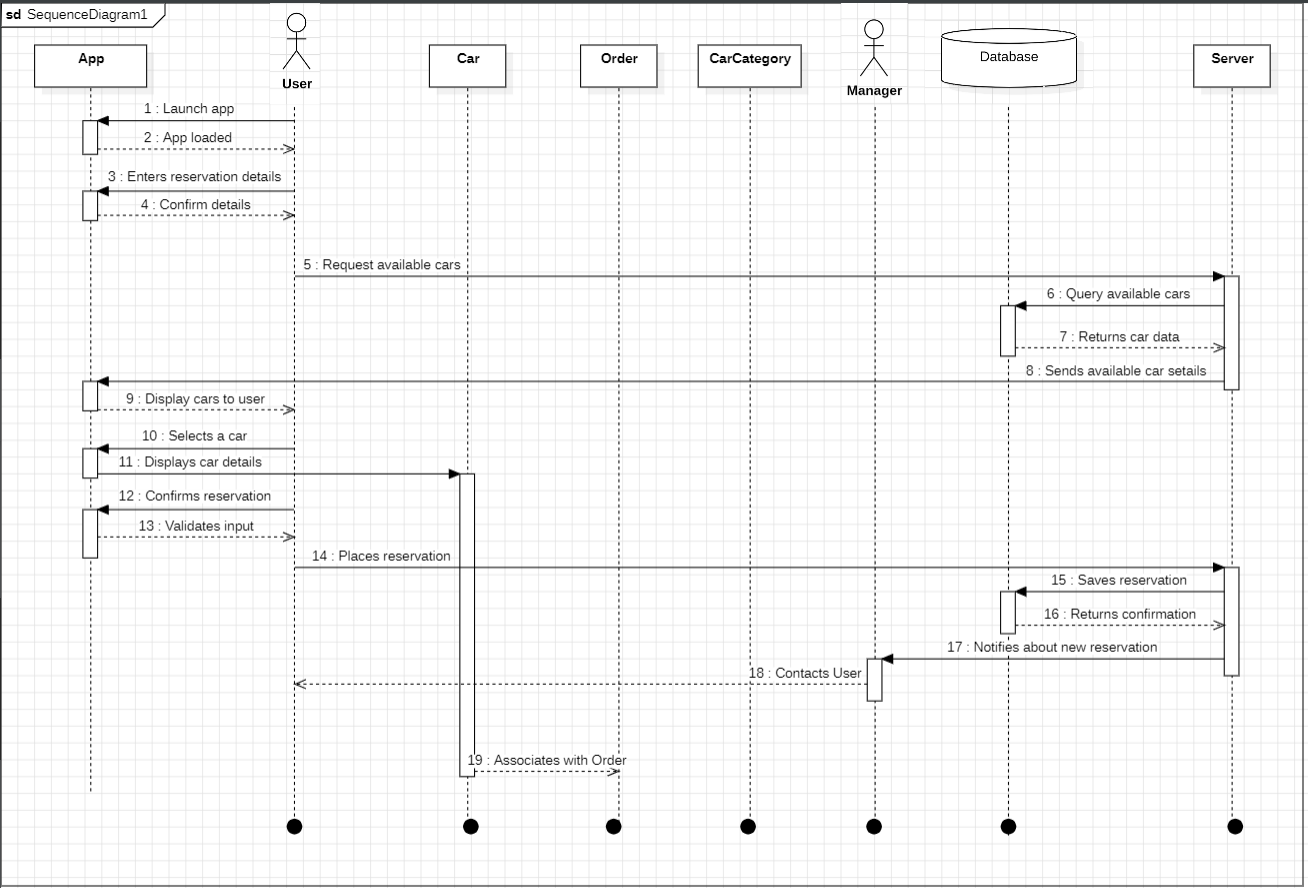 sd SequenceDiagram1
App
User
Car
Order
CarCategory
Manager
Database
Server
1 : Launch app
2 : App loaded
3 : Enters reservation details
4 : Confirm details
5 : Request available cars
6 : Query available cars
7 : Returns car data
8 : Sends available car setails
9 : Display cars to user
10 : Selects a car
11 : Displays car details
12 : Confirms reservation
13 : Validates input
14 : Places reservation
15 : Saves reservation
16 : Returns confirmation
17 : Notifies about new reservation
18 : Contacts User
19 : Associates with Order